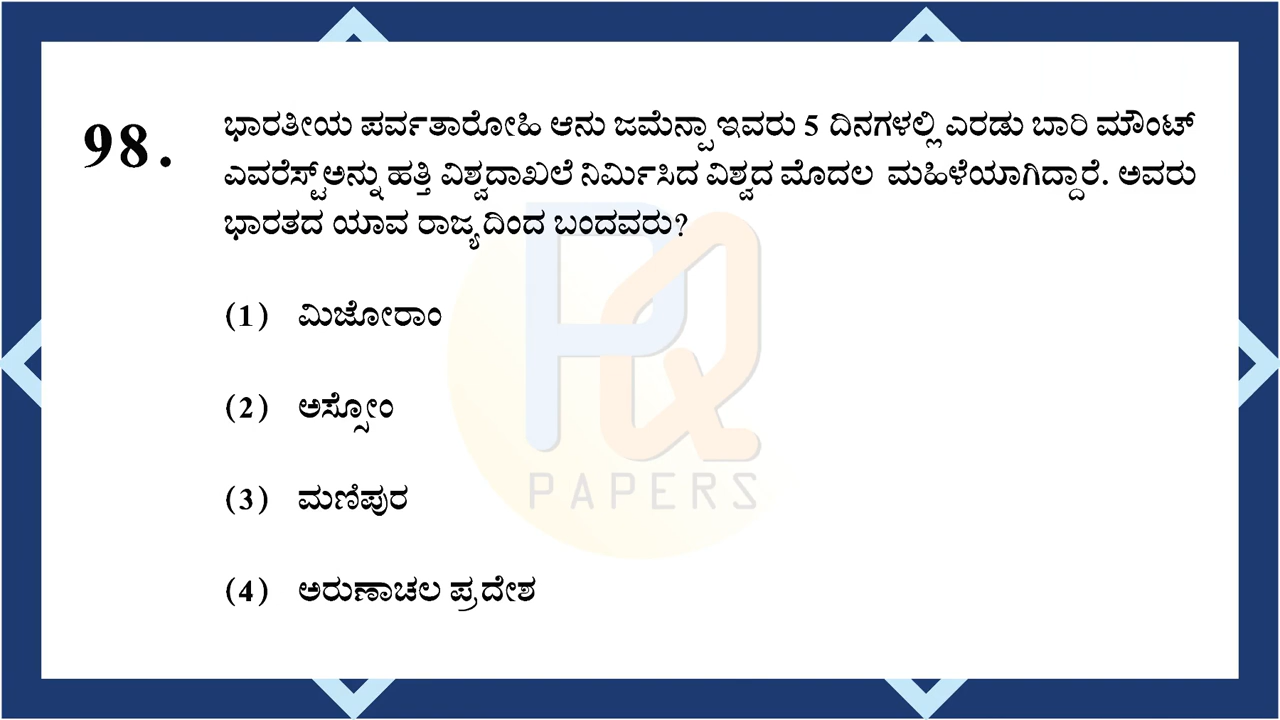 98.
ಭಾರತೀಯ ಪರ್ವತಾರೋಹಿ ಆನು ಜಮೆನ್ಪಾ ಇವರು 5 ದಿನಗಳಲ್ಲಿ ಎರಡು ಬಾರಿ ಮೌಂಟ್
ಎವರೆಸ್ಟ್‌ಅನ್ನು ಹತ್ತಿ ವಿಶ್ವದಾಖಲೆ ನಿರ್ಮಿಸಿದ ವಿಶ್ವದ ಮೊದಲ ಮಹಿಳೆಯಾಗಿದ್ದಾರೆ. ಅವರು
ಭಾರತದ ಯಾವ ರಾಜ್ಯದಿಂದ ಬಂದವರು?
(1) ಮಿಜೋರಾಂ
(2) ಅಸ್ಸೋಂ
(3) ಮಣಿಪುರ
(4) ಅರುಣಾಚಲ ಪ್ರದೇಶ
PQ
PAPERS